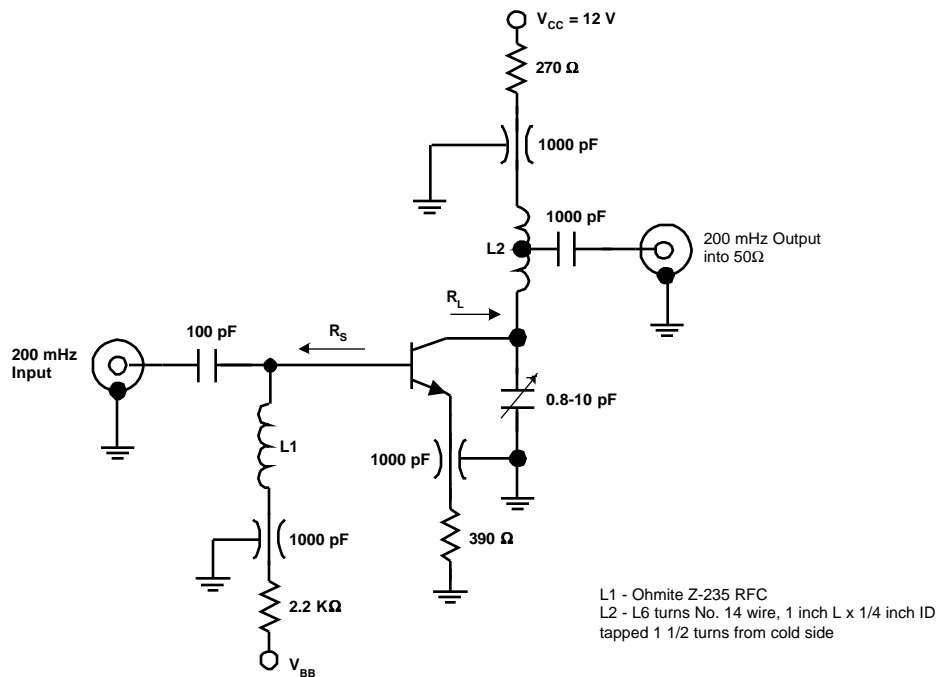 V_CC = 12 V
270 Ω
1000 pF
1000 pF
L2
200 mHz Output
into 50Ω
R_L
R_S
100 pF
200 mHz
Input
0.8-10 pF
L1
1000 pF
1000 pF
390 Ω
2.2 KΩ
V_BB
L1 - Ohmite Z-235 RFC
L2 - L6 turns No. 14 wire, 1 inch L x 1/4 inch ID
tapped 1 1/2 turns from cold side